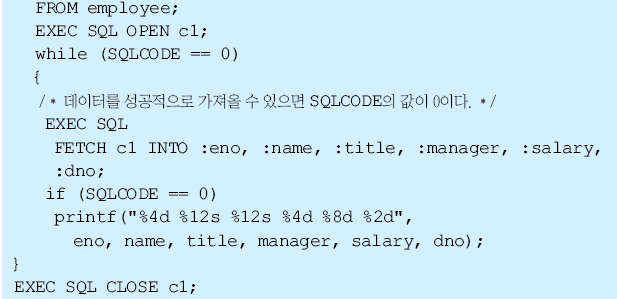 FROM employee;
EXEC SQL OPEN c1;
while (SQLCODE == 0)
{
/* 데이터를 성공적으로 가져올 수 있으면 SQLCODE의 값이 0이다. */
EXEC SQL
FETCH c1 INTO :eno, :name, :title, :manager, :salary,
:dno;
if (SQLCODE == 0)
printf("%4d %12s %12s %4d %8d %2d",
eno, name, title, manager, salary, dno);
}
EXEC SQL CLOSE c1;